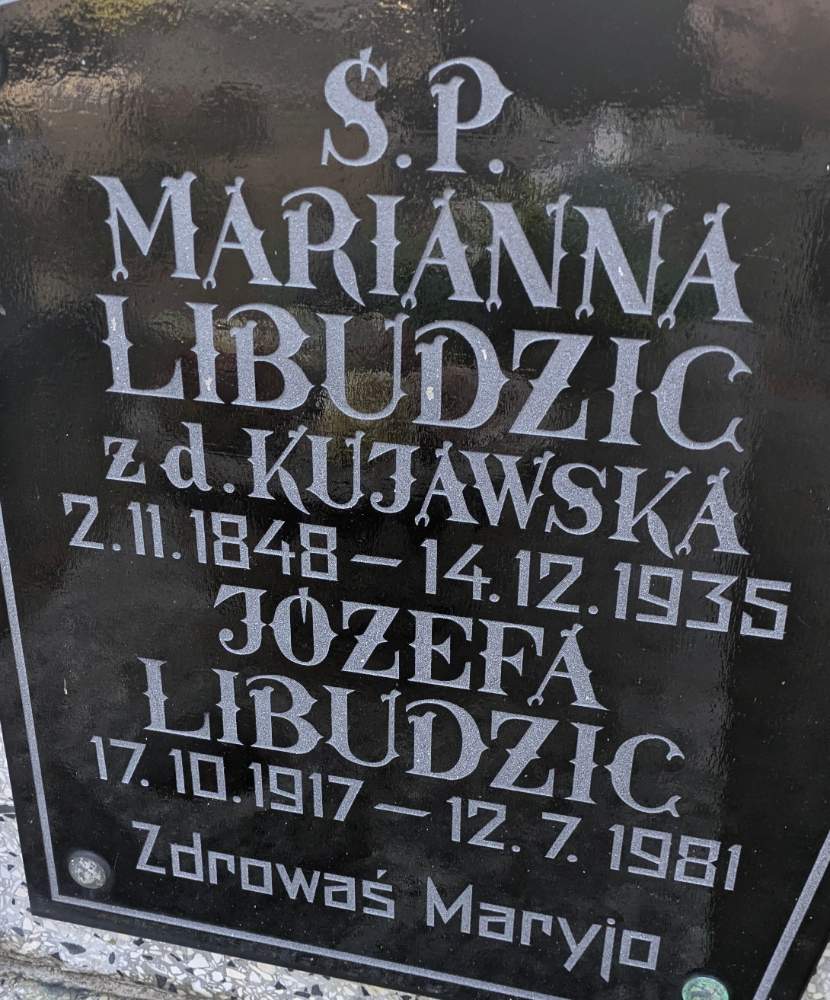 Ś.P.
MARIANNA
LIBUDZIC
z d. KUJAWSKA
2.11.1848 – 14.12.1935
JÓZEFA
LIBUDZIC
17.10.1917 – 12.7.1981
Zdrowaś Maryjo